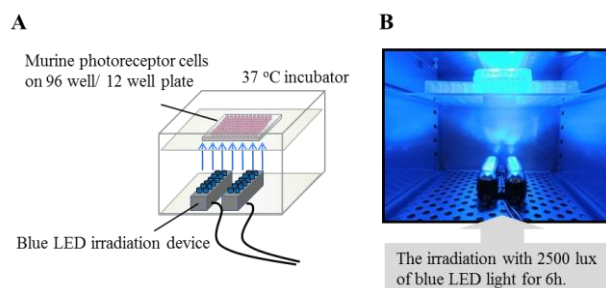 A
B
Murine photoreceptor cells
on 96 well/ 12 well plate
37 °C incubator
Blue LED irradiation device
The irradiation with 2500 lux
of blue LED light for 6h.